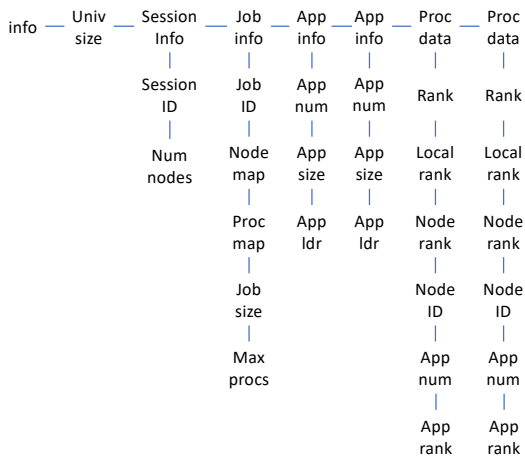 info
Univ
size
Session
Info
Job
info
App
info
App
info
Proc
data
Proc
data
Session
ID
Job
ID
App
num
App
num
Rank
Rank
Num
nodes
Node
map
App
size
App
size
Local
rank
Local
rank
Proc
map
App
ldr
App
ldr
Node
rank
Node
rank
Job
size
Node
ID
Node
ID
Max
procs
App
num
App
num
App
rank
App
rank